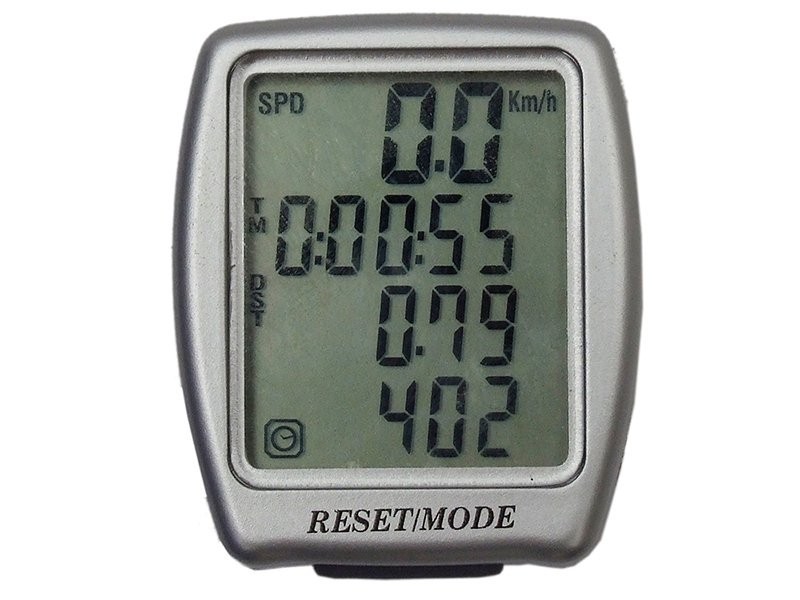 SPD 0.0 Km/h
TM 0:00:55
DST 0.79
402
RESET/MODE